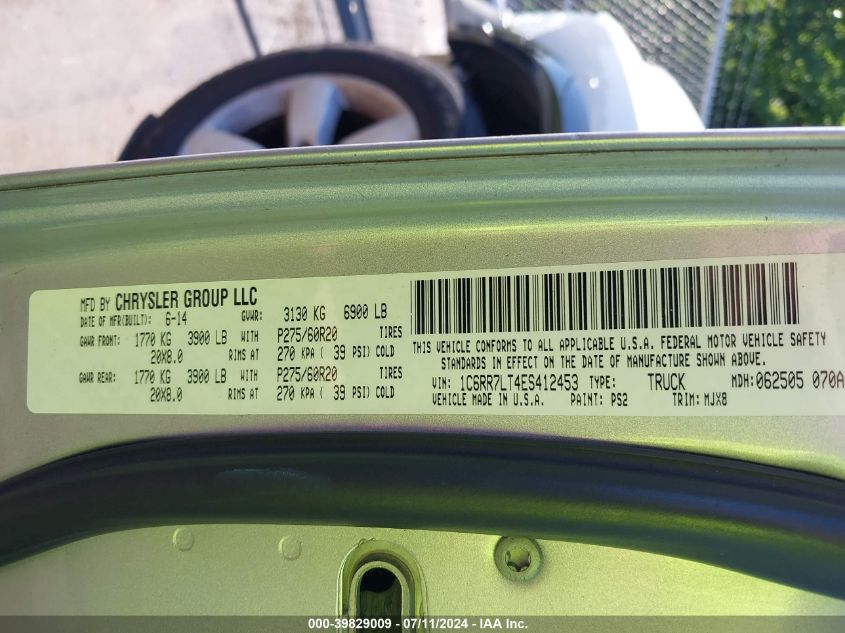 MFD BY CHRYSLER GROUP LLC
DATE OF MFR(BUILT): 6-14 GVWR: 3130 KG 6900 LB
GAWR FRONT: 1770 KG 3900 LB WITH P275/60R20 TIRES
20X8.0 RIMS AT 270 KPA ( 39 PSI) COLD
GAWR REAR: 1770 KG 3900 LB WITH P275/60R20 TIRES
20X8.0 RIMS AT 270 KPA ( 39 PSI) COLD
THIS VEHICLE CONFORMS TO ALL APPLICABLE U.S.A. FEDERAL MOTOR VEHICLE SAFETY
STANDARDS IN EFFECT ON THE DATE OF MANUFACTURE SHOWN ABOVE.
VIN: 1C6RR7LT4ES412453 TYPE: TRUCK MDH:062505 070A
VEHICLE MADE IN U.S.A. PAINT: PS2 TRIM: MJX8
000-39829009 - 07/11/2024 - IAA Inc.